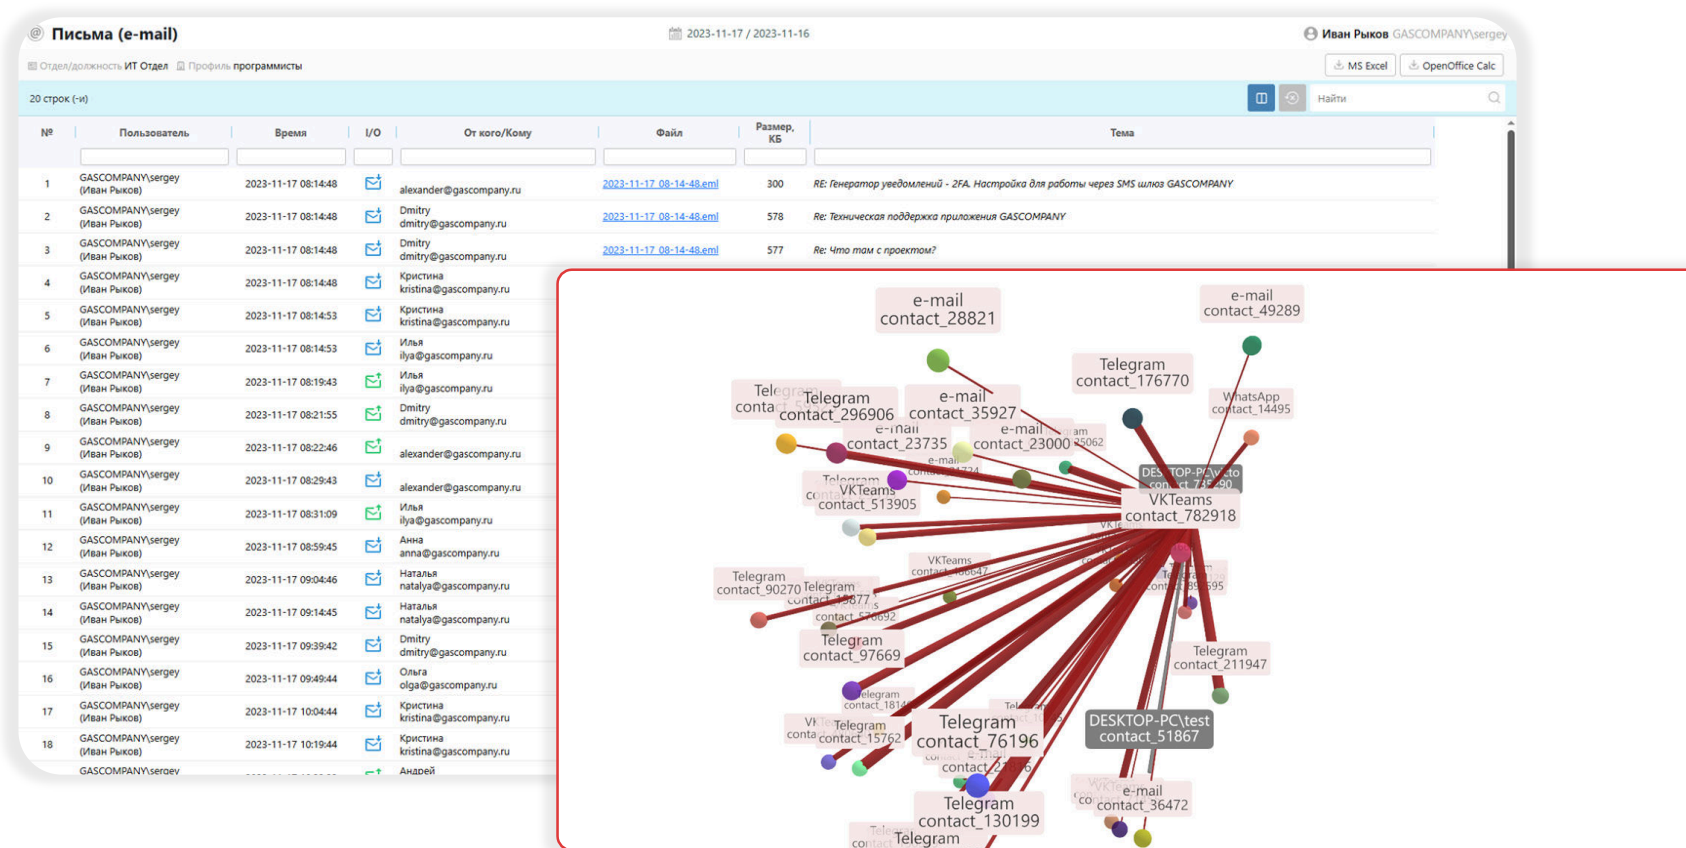 @ Письма (e-mail)
2023-11-17 / 2023-11-16
Иван Рыков GASCOMPANY\sergey
Отдел/должность ИТ Отдел Профиль программисты
MS Excel
OpenOffice Calc
20 строк (-и)
Найти
№ Пользователь Время I/O От кого/Кому Файл Размер, КБ Тема
1 GASCOMPANY\sergey (Иван Рыков) 2023-11-17 08:14:48 alexander@gascompany.ru 2023-11-17 08-14-48.eml 300 RE: Генератор уведомлений - 2FA. Настройка для работы через SMS шлюз GASCOMPANY
2 GASCOMPANY\sergey (Иван Рыков) 2023-11-17 08:14:48 Dmitry dmitry@gascompany.ru 2023-11-17 08-14-48.eml 578 Re: Техническая поддержка приложения GASCOMPANY
3 GASCOMPANY\sergey (Иван Рыков) 2023-11-17 08:14:48 Dmitry dmitry@gascompany.ru 2023-11-17 08-14-48.eml 577 Re: Что там с проектом?
4 GASCOMPANY\sergey (Иван Рыков) 2023-11-17 08:14:48 Кристина kristina@gascompany.ru
5 GASCOMPANY\sergey (Иван Рыков) 2023-11-17 08:14:53 Кристина kristina@gascompany.ru
6 GASCOMPANY\sergey (Иван Рыков) 2023-11-17 08:14:53 Илья ilya@gascompany.ru
7 GASCOMPANY\sergey (Иван Рыков) 2023-11-17 08:19:43 Илья ilya@gascompany.ru
8 GASCOMPANY\sergey (Иван Рыков) 2023-11-17 08:21:55 Dmitry dmitry@gascompany.ru
9 GASCOMPANY\sergey (Иван Рыков) 2023-11-17 08:22:46 alexander@gascompany.ru
10 GASCOMPANY\sergey (Иван Рыков) 2023-11-17 08:29:43 alexander@gascompany.ru
11 GASCOMPANY\sergey (Иван Рыков) 2023-11-17 08:31:09 Илья ilya@gascompany.ru
12 GASCOMPANY\sergey (Иван Рыков) 2023-11-17 08:59:45 Анна anna@gascompany.ru
13 GASCOMPANY\sergey (Иван Рыков) 2023-11-17 09:04:46 Наталья natalya@gascompany.ru
14 GASCOMPANY\sergey (Иван Рыков) 2023-11-17 09:14:45 Наталья natalya@gascompany.ru
15 GASCOMPANY\sergey (Иван Рыков) 2023-11-17 09:39:42 Dmitry dmitry@gascompany.ru
16 GASCOMPANY\sergey (Иван Рыков) 2023-11-17 09:49:44 Ольга olga@gascompany.ru
17 GASCOMPANY\sergey (Иван Рыков) 2023-11-17 10:04:44 Кристина kristina@gascompany.ru
18 GASCOMPANY\sergey (Иван Рыков) 2023-11-17 10:19:44 Кристина kristina@gascompany.ru
GASCOMPANY\sergey Андрей
e-mail
contact_28821
e-mail
contact_49289
Telegram
contact_176770
WhatsApp
contact_14495
Telegram
Telegram
contact_296906
e-mail
contact_35927
e-mail
contact_23735
e-mail
contact_23000
e-mail
Telegram
VKTeams
contact_513905
VKTeams
contact_782918
VKTeams
Telegram
contact_90270
Telegram
Telegram
contact_97669
Telegram
contact_211947
Telegram
Telegram
contact_15762
Telegram
contact_76196
DESKTOP-PC\test
contact_51867
e-mail
e-mail
contact_36472
Telegram
contact_130199
Telegram